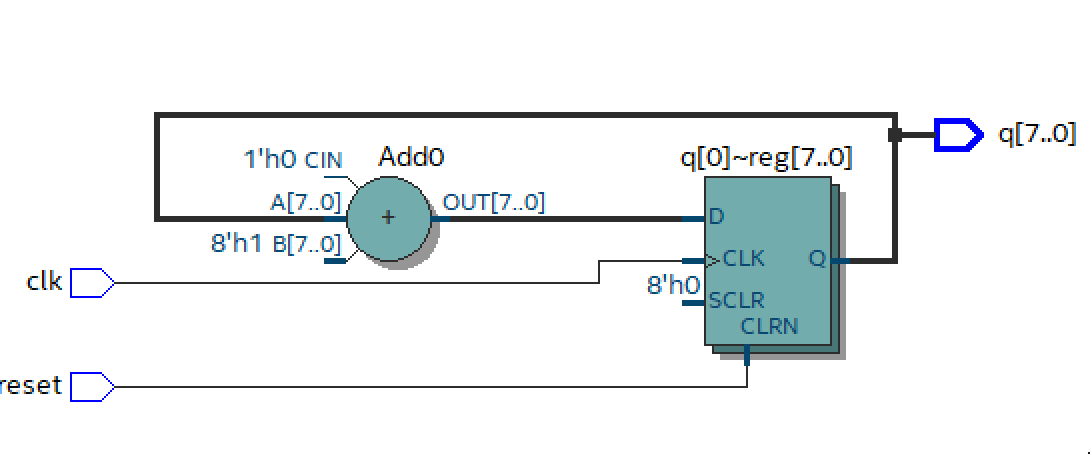 q[7..0]
1'h0 CIN
Add0
q[0]~reg[7..0]
A[7..0]
+
OUT[7..0]
D
8'h1 B[7..0]
clk
CLK
Q
8'h0
SCLR
CLRN
reset